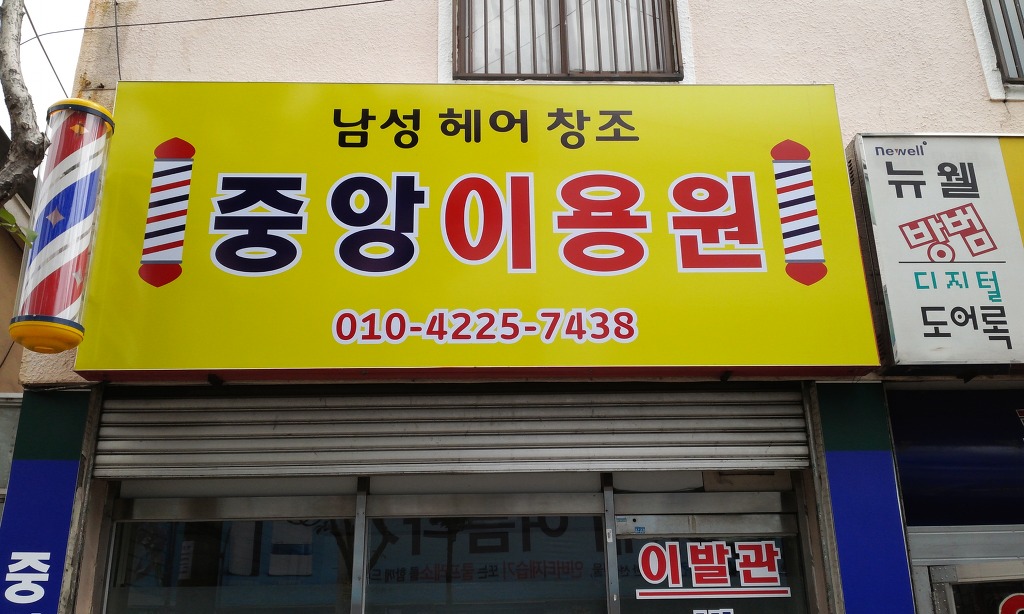 남성 헤어 창조
중앙이용원
010-4225-7438
newell
뉴웰
방범
디지털
도어록
이발관
중